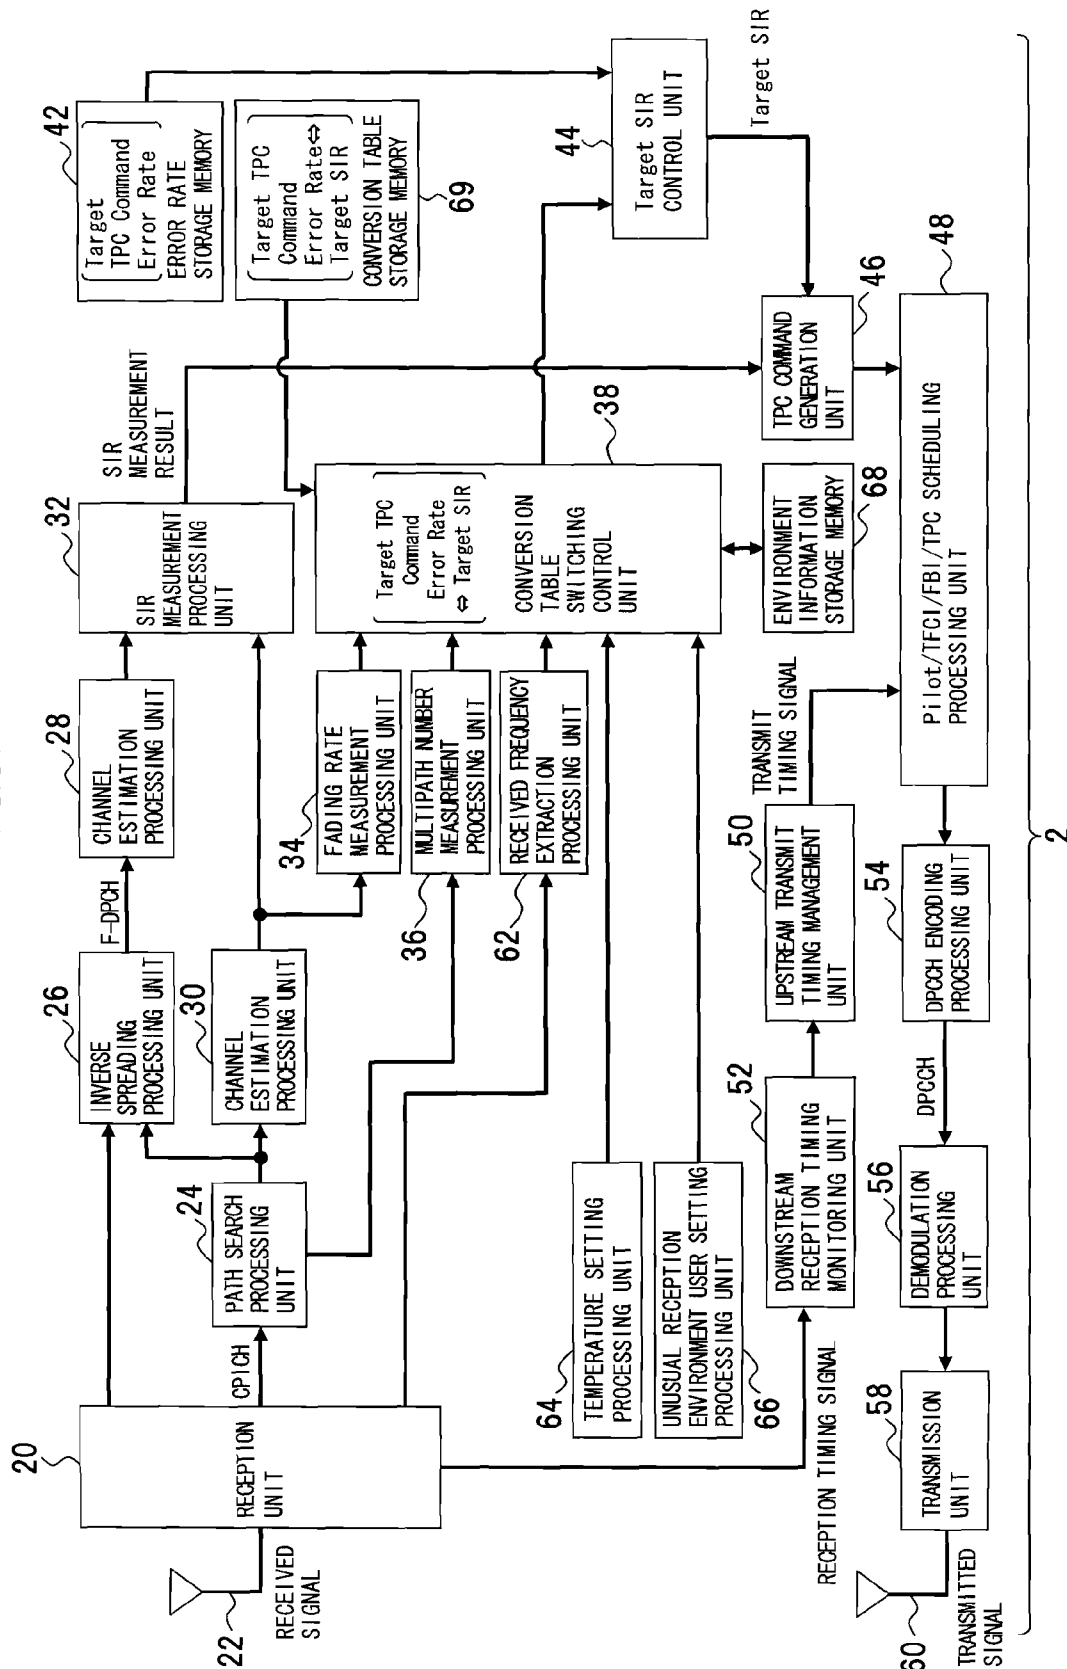 20
RECEPTION
UNIT
22
RECEIVED
SIGNAL
CPICH
24
PATH SEARCH
PROCESSING
UNIT
26
INVERSE
SPREADING
PROCESSING UNIT
F-DPCH
28
CHANNEL
ESTIMATION
PROCESSING UNIT
30
CHANNEL
ESTIMATION
PROCESSING UNIT
32
SIR
MEASUREMENT
PROCESSING
UNIT
SIR
MEASUREMENT
RESULT
34
FADING RATE
MEASUREMENT
PROCESSING UNIT
36
MULTIPATH NUMBER
MEASUREMENT
PROCESSING UNIT
62
RECEIVED FREQUENCY
EXTRACTION
PROCESSING UNIT
64
TEMPERATURE SETTING
PROCESSING UNIT
66
UNUSUAL RECEPTION
ENVIRONMENT USER SETTING
PROCESSING UNIT
38
Target TPC
Command
Error Rate
⇔ Target SIR
CONVERSION
TABLE
SWITCHING
CONTROL
UNIT
42
Target
TPC Command
Error Rate
ERROR RATE
STORAGE MEMORY
69
Target TPC
Command
Error Rate⇔
Target SIR
CONVERSION TABLE
STORAGE MEMORY
44
Target SIR
CONTROL UNIT
Target SIR
46
TPC COMMAND
GENERATION
UNIT
68
ENVIRONMENT
INFORMATION
STORAGE MEMORY
48
Pilot/TFCI/FBI/TPC SCHEDULING
PROCESSING UNIT
RECEPTION TIMING SIGNAL
52
DOWNSTREAM
RECEPTION TIMING
MONITORING UNIT
50
UPSTREAM TRANSMIT
TIMING MANAGEMENT
UNIT
TRANSMIT
TIMING SIGNAL
54
DPCCH ENCODING
PROCESSING UNIT
DPCCH
56
DEMODULATION
PROCESSING
UNIT
58
TRANSMISSION
UNIT
60
TRANSMITTED
SIGNAL
2